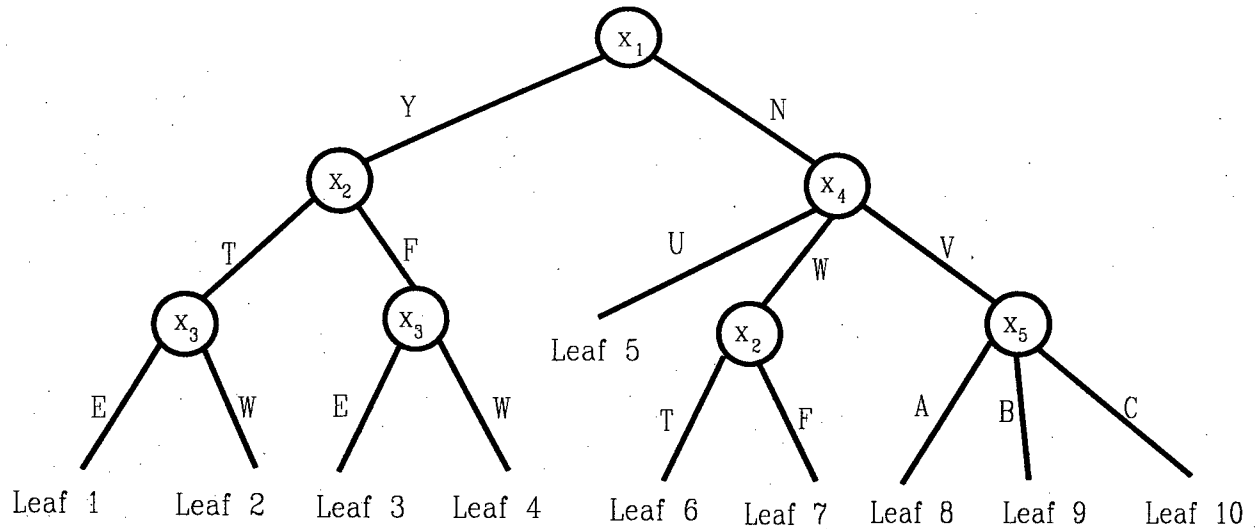 x₁
Y N
x₂ x₄
T F U W V
x₃ x₃ Leaf 5 x₂ x₅
E W E W T F A B C
Leaf 1 Leaf 2 Leaf 3 Leaf 4 Leaf 6 Leaf 7 Leaf 8 Leaf 9 Leaf 10